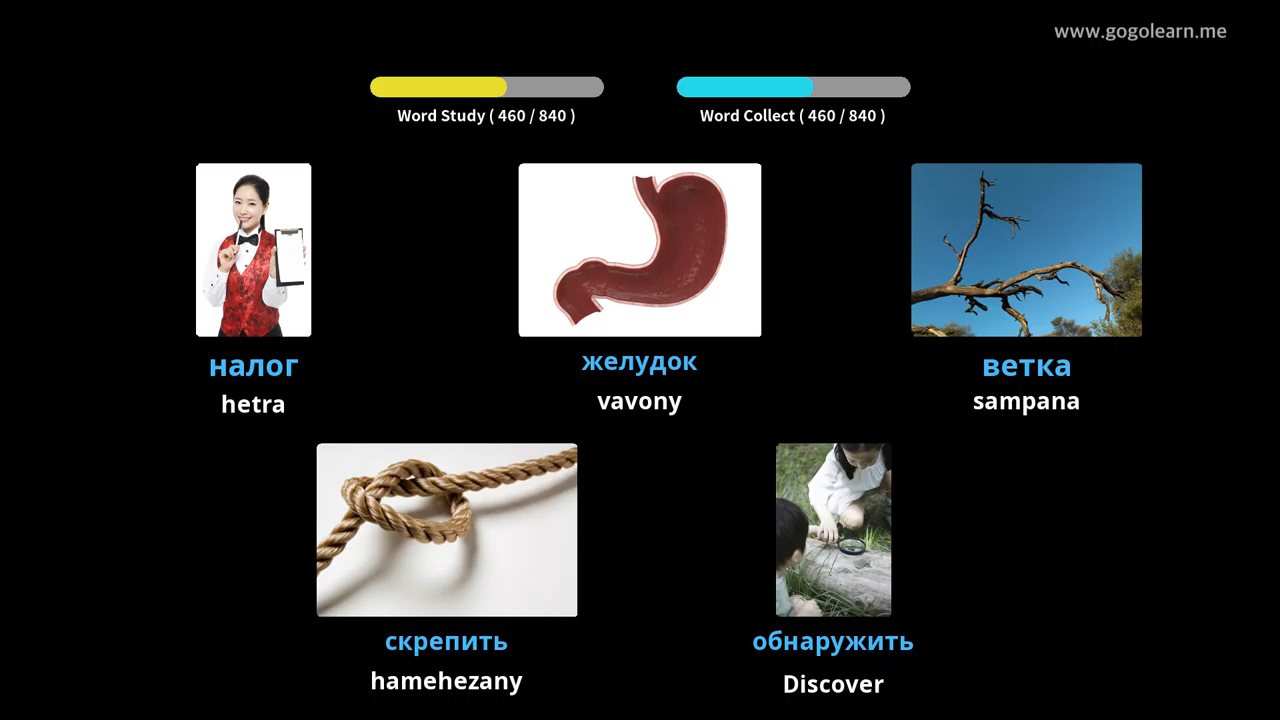 www.gogolearn.me
Word Study ( 460 / 840 )
Word Collect ( 460 / 840 )
налог
hetra
желудок
vavony
ветка
sampana
скрепить
hamehezany
обнаружить
Discover